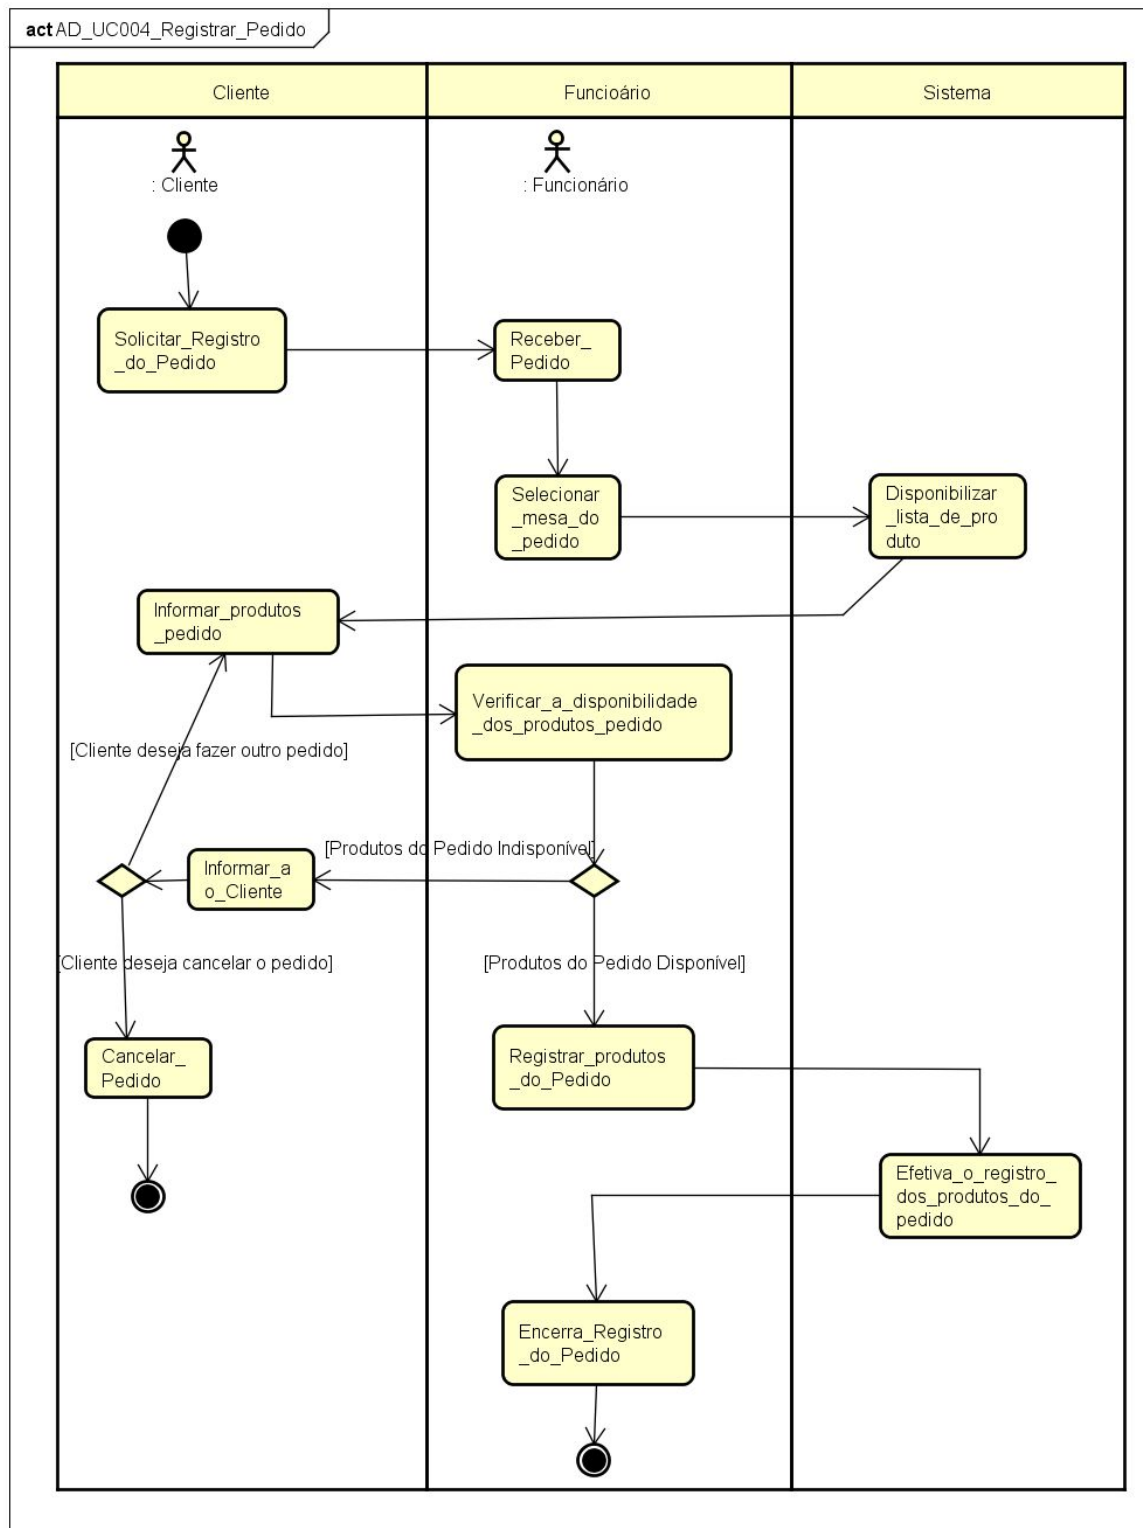 act AD_UC004_Registrar_Pedido
Cliente
Funcioário
Sistema
: Cliente
: Funcionário
Solicitar_Registro
_do_Pedido
Receber_
Pedido
Selecionar
_mesa_do
_pedido
Disponibilizar
_lista_de_pro
duto
Informar_produtos
_pedido
Verificar_a_disponibilidade
_dos_produtos_pedido
[Cliente deseja fazer outro pedido]
[Produtos do Pedido Indisponível]
Informar_a
o_Cliente
[Cliente deseja cancelar o pedido]
[Produtos do Pedido Disponível]
Cancelar_
Pedido
Registrar_produtos
_do_Pedido
Efetiva_o_registro_
dos_produtos_do_
pedido
Encerra_Registro
_do_Pedido